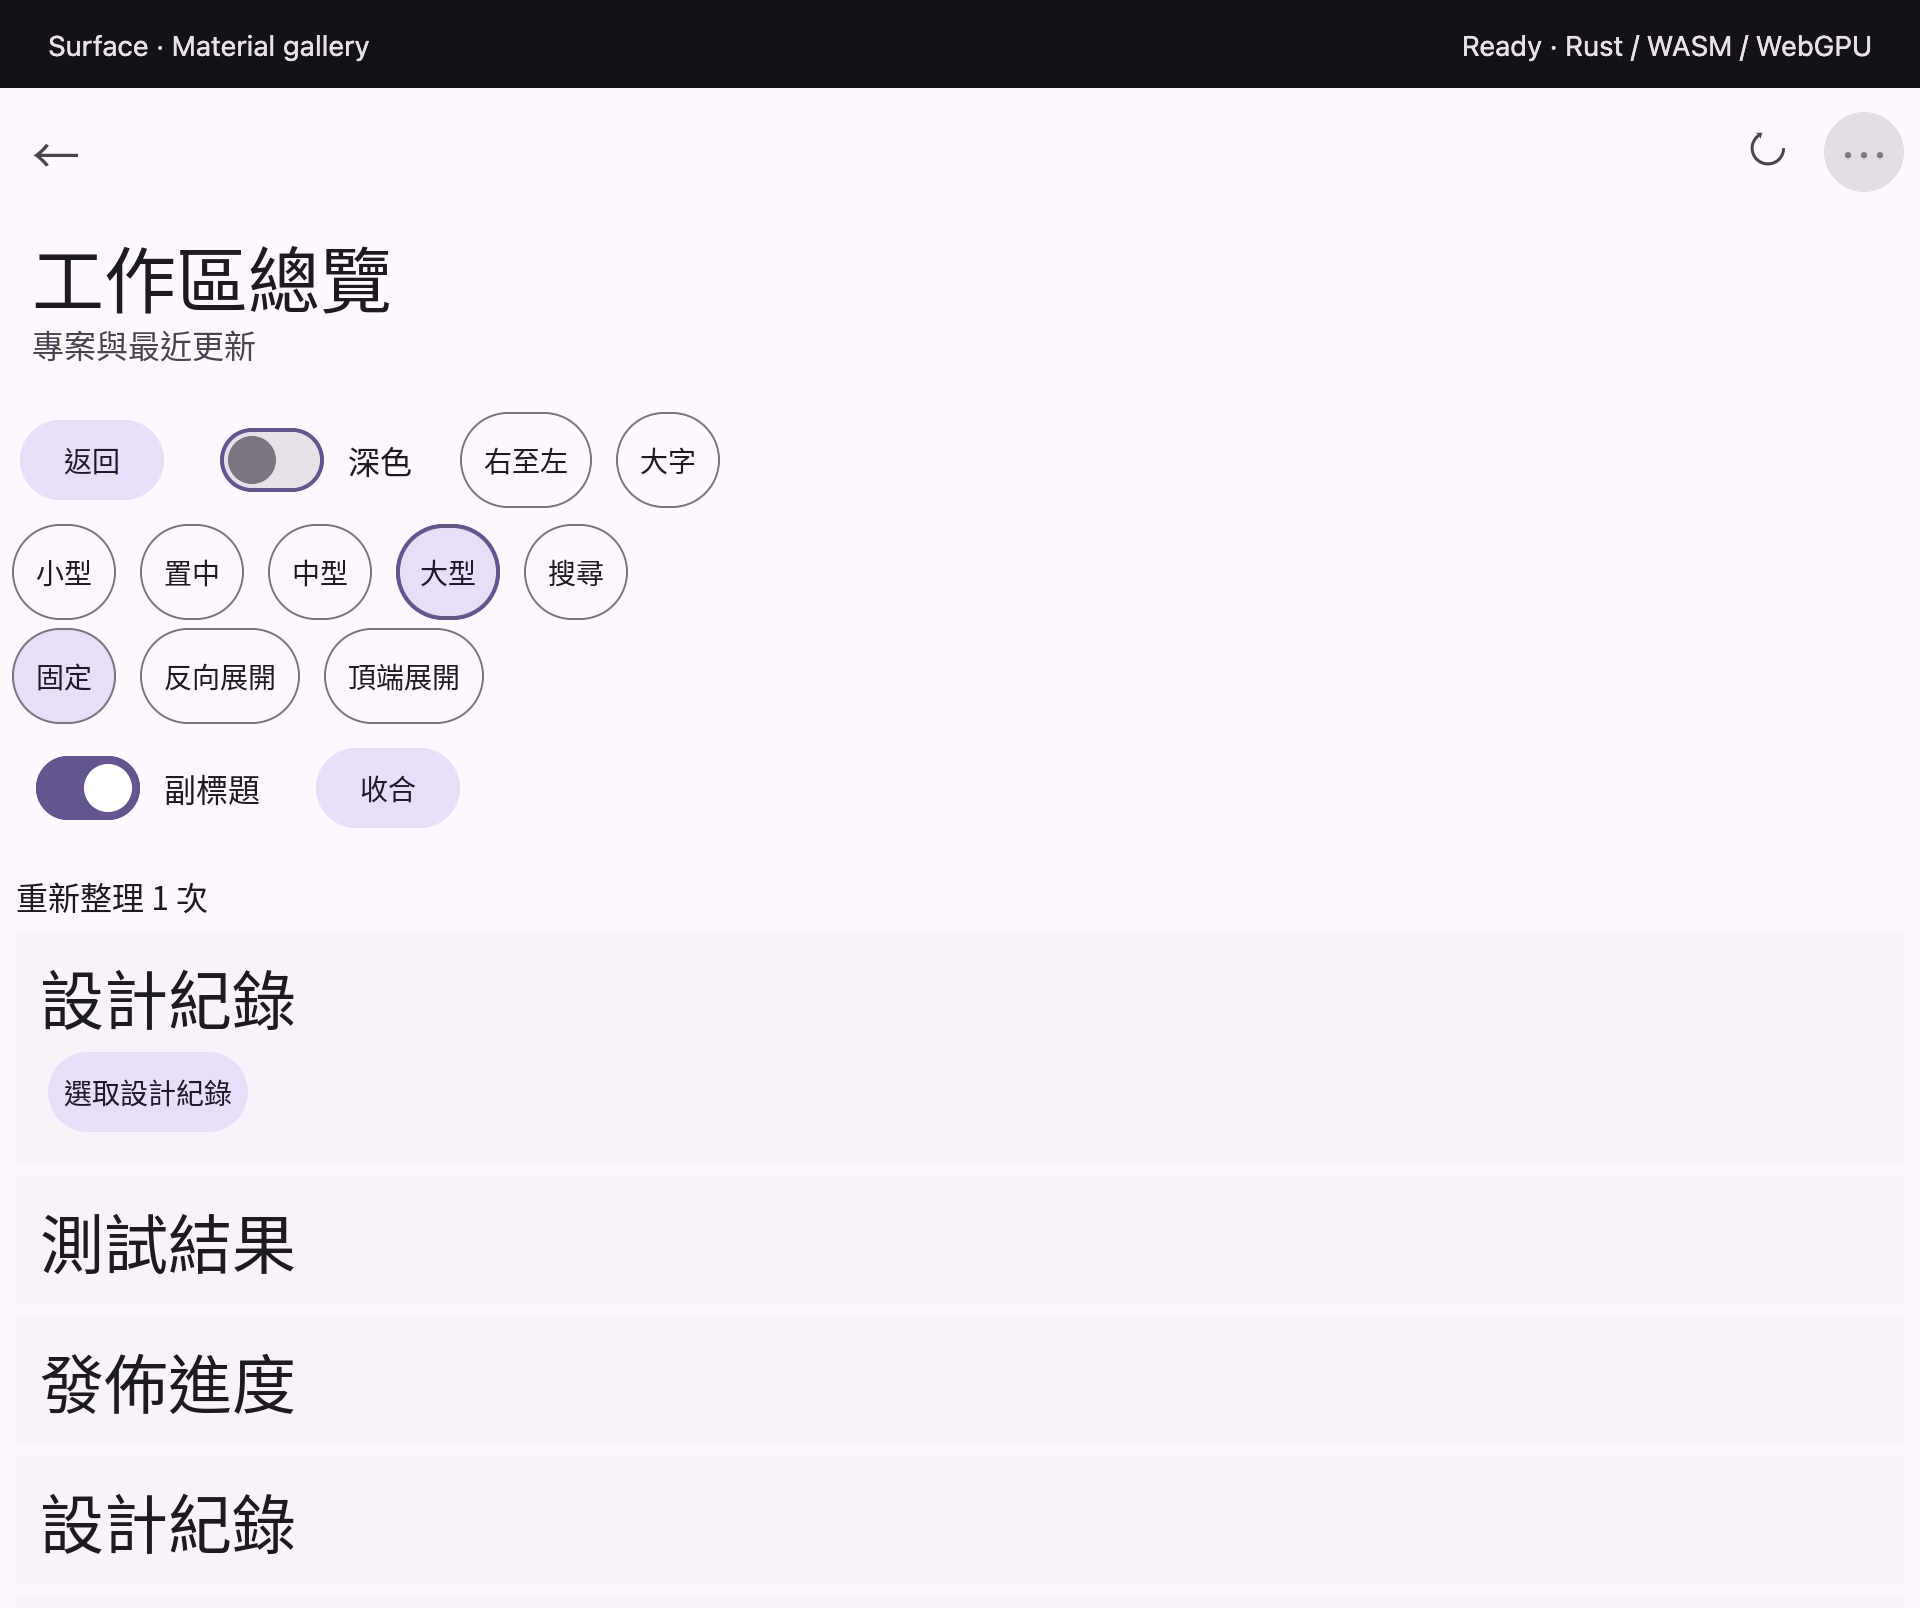 Surface · Material gallery
Ready · Rust / WASM / WebGPU
工作區總覽
專案與最近更新
返回 深色 右至左 大字
小型 置中 中型 大型 搜尋
固定 反向展開 頂端展開
副標題 收合
重新整理 1 次
設計紀錄
選取設計紀錄
測試結果
發佈進度
設計紀錄